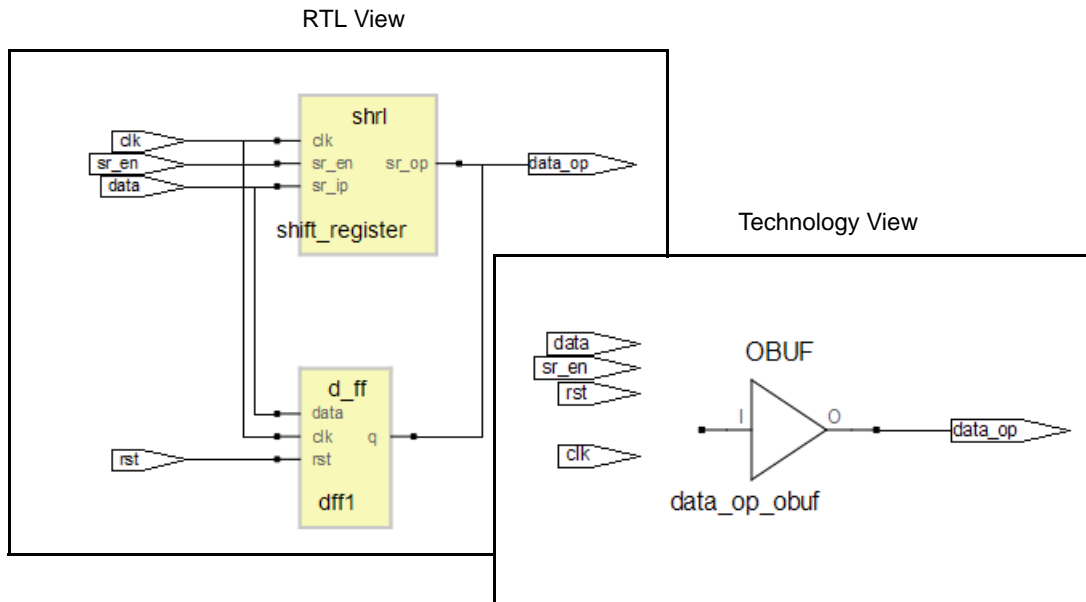 RTL View
shrl
clk
sr_en
data
clk
sr_en
sr_ip
sr_op
data_op
shift_register
d_ff
data
clk
rst
q
rst
dff1
Technology View
data
sr_en
rst
clk
OBUF
I
O
data_op
data_op_obuf